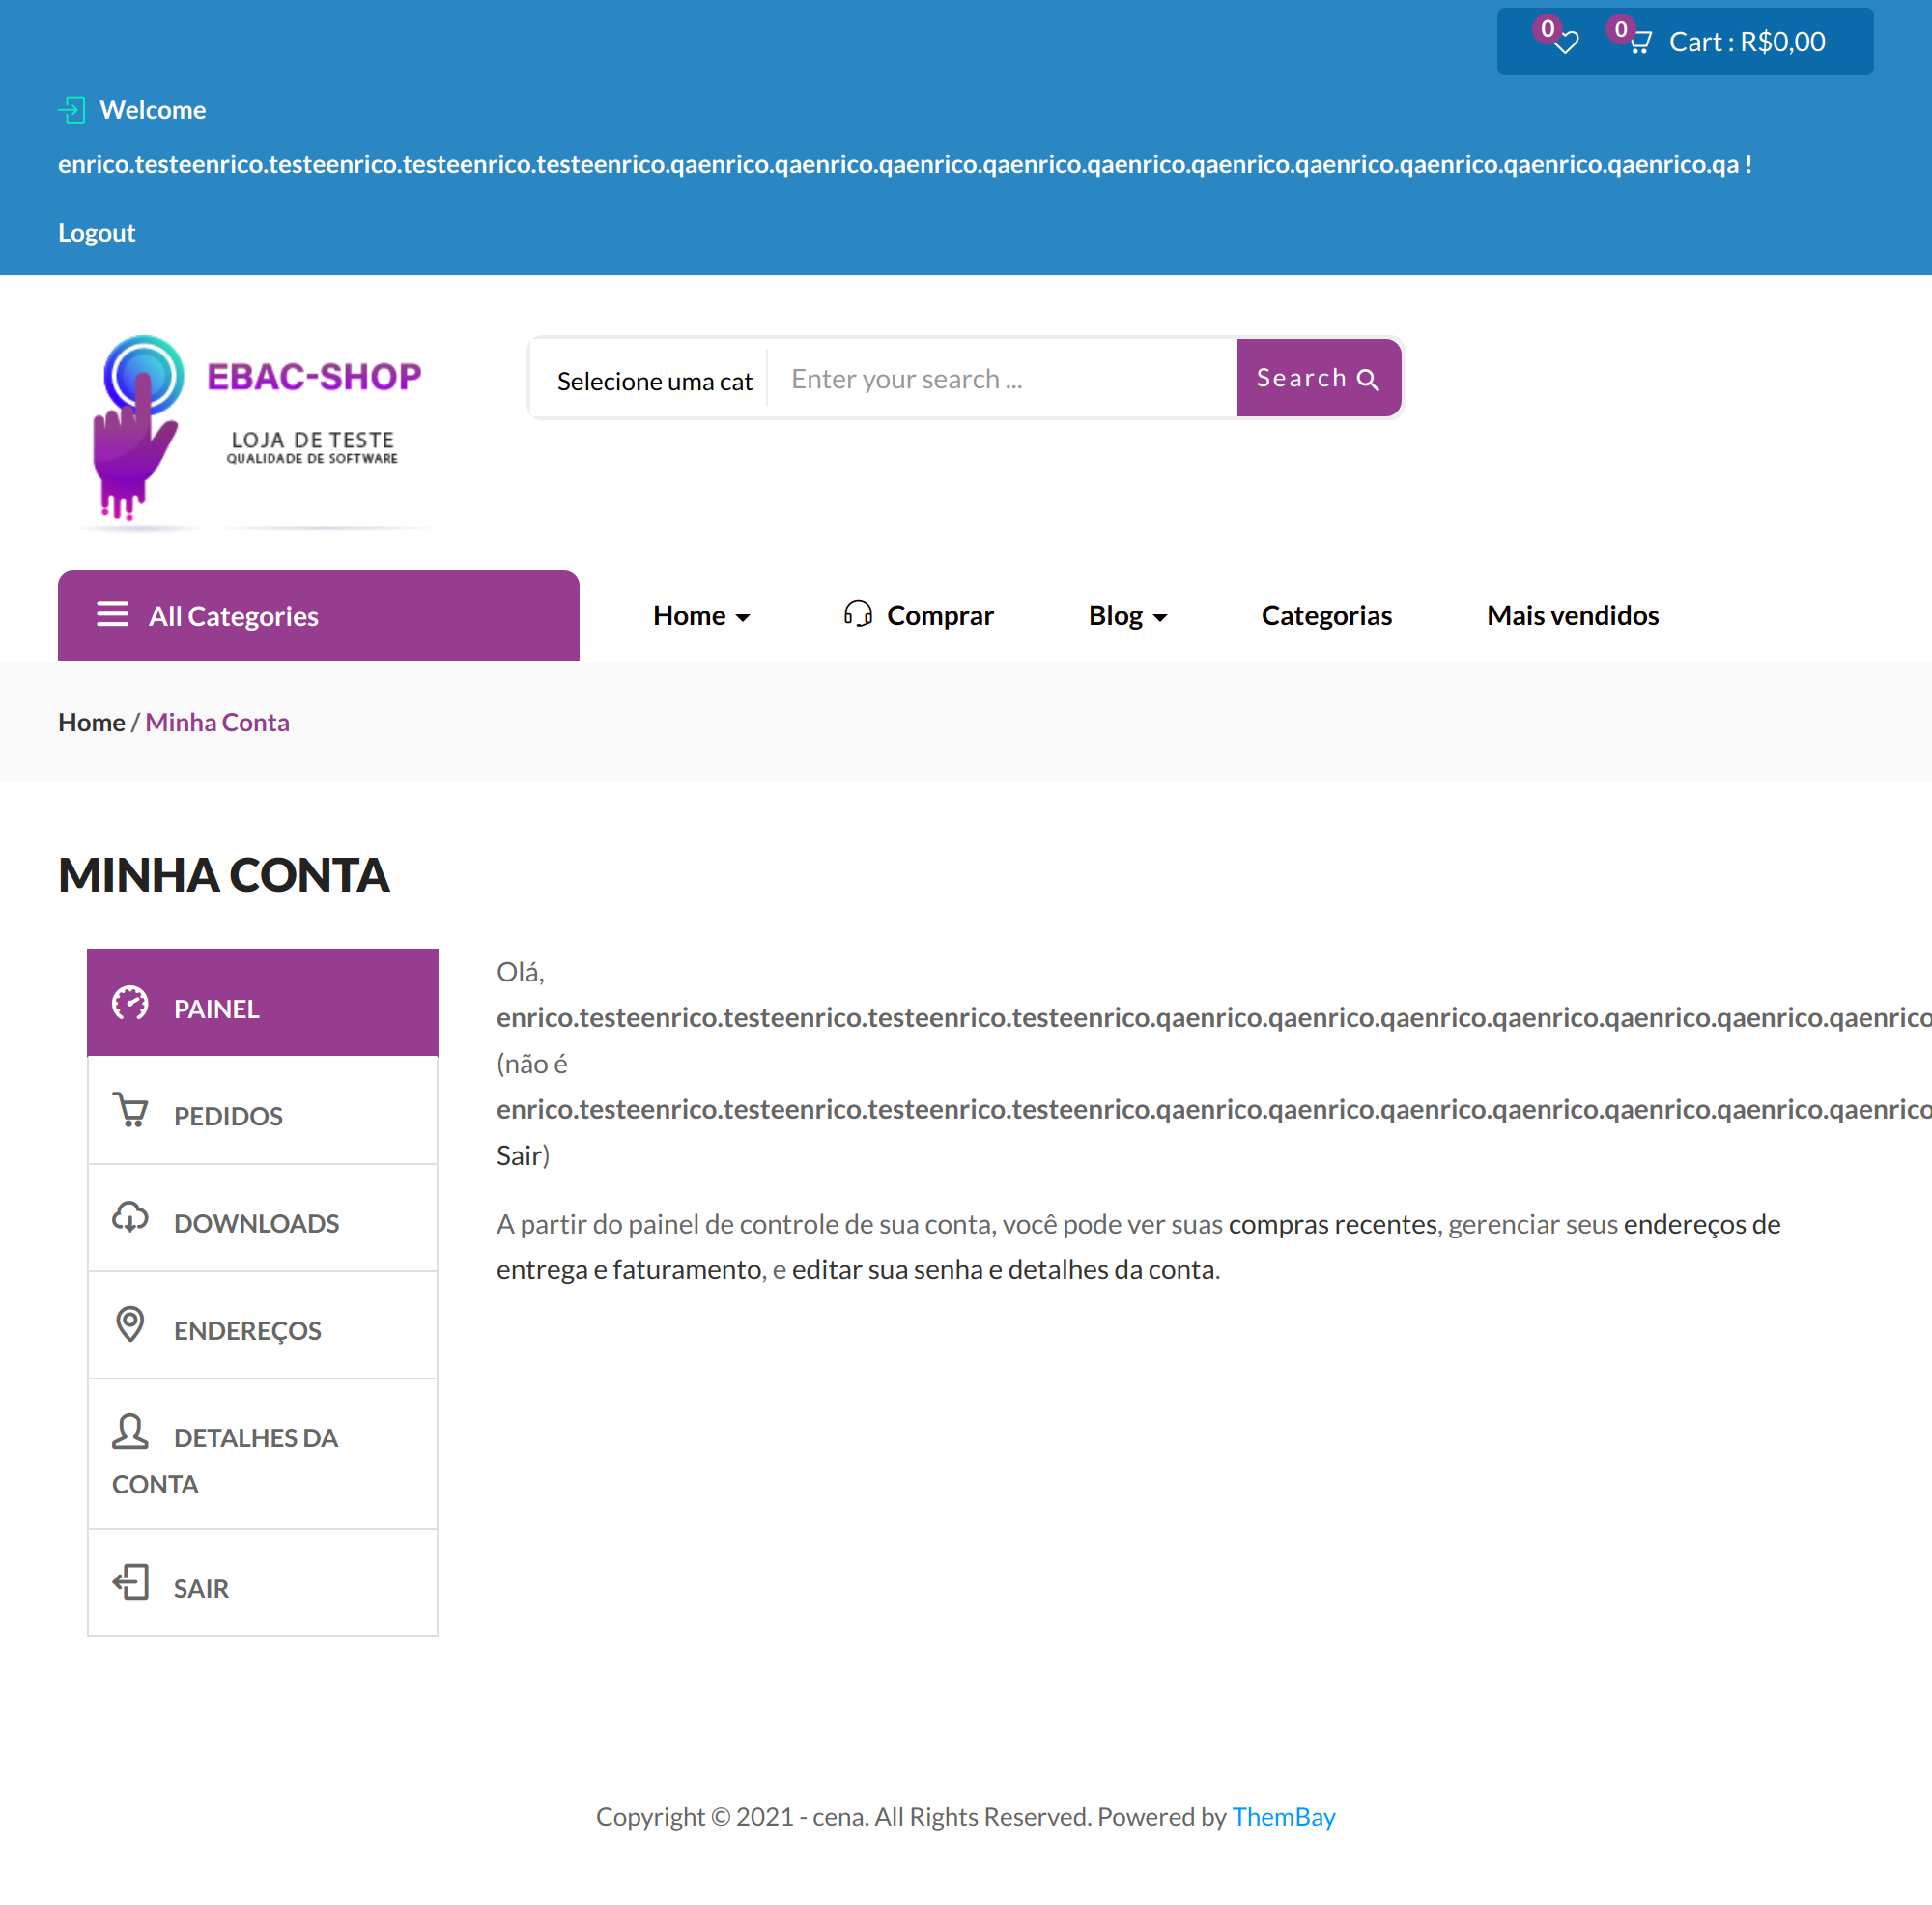 0
0
Cart : R$0,00
Welcome
enrico.testeenrico.testeenrico.testeenrico.testeenrico.qaenrico.qaenrico.qaenrico.qaenrico.qaenrico.qaenrico.qaenrico.qaenrico.qaenrico.qaenrico.qa !
Logout
EBAC-SHOP
LOJA DE TESTE
QUALIDADE DE SOFTWARE
Selecione uma cat
Enter your search ...
Search
All Categories
Home
Comprar
Blog
Categorias
Mais vendidos
Home / Minha Conta
MINHA CONTA
PAINEL
PEDIDOS
DOWNLOADS
ENDEREÇOS
DETALHES DA
CONTA
SAIR
Olá,
enrico.testeenrico.testeenrico.testeenrico.testeenrico.qaenrico.qaenrico.qaenrico.qaenrico.qaenrico.qaenrico.qaenrico
(não é
enrico.testeenrico.testeenrico.testeenrico.testeenrico.qaenrico.qaenrico.qaenrico.qaenrico.qaenrico.qaenrico.qaenrico
Sair)
A partir do painel de controle de sua conta, você pode ver suas compras recentes, gerenciar seus endereços de
entrega e faturamento, e editar sua senha e detalhes da conta.
Copyright © 2021 - cena. All Rights Reserved. Powered by ThemBay